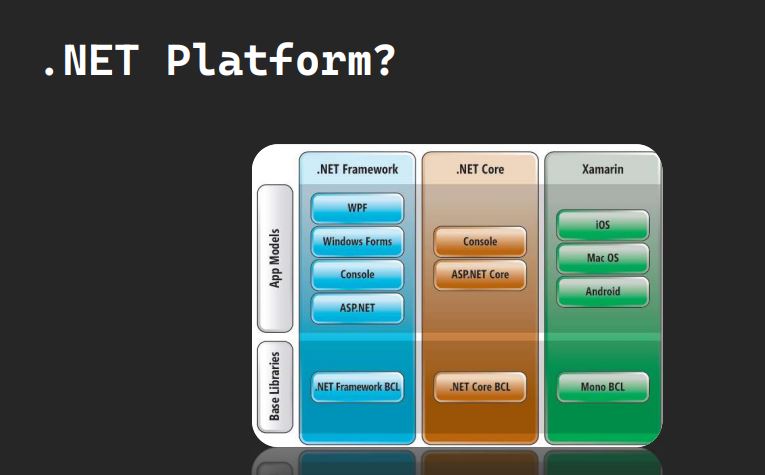 .NET Platform?
.NET Framework
.NET Core
Xamarin
App Models
WPF
Windows Forms
Console
ASP.NET
Console
ASP.NET Core
iOS
Mac OS
Android
Base Libraries
.NET Framework BCL
.NET Core BCL
Mono BCL